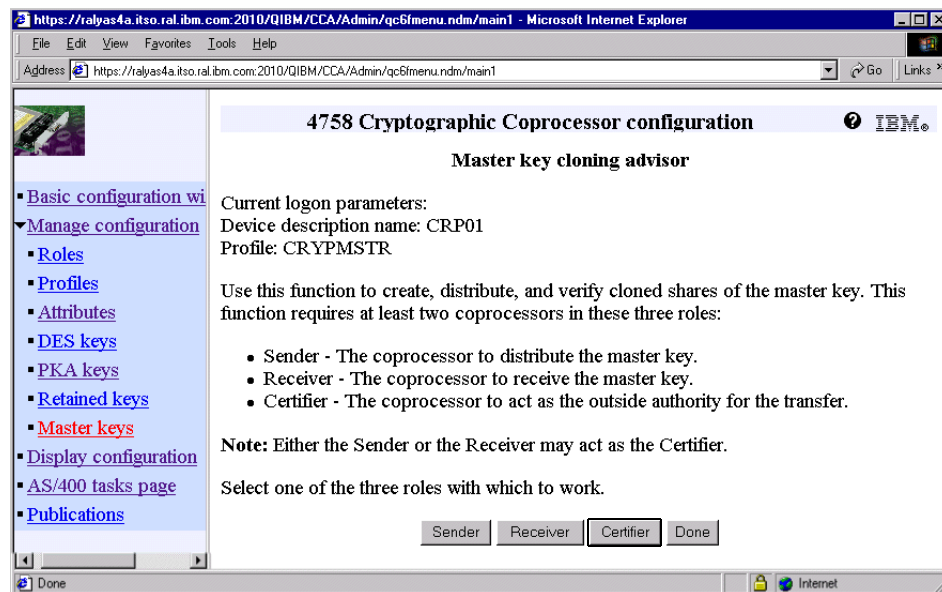 https://ralyas4a.itso.ral.ibm.com:2010/QIBM/CCA/Admin/qc6fmenu.ndm/main1 - Microsoft Internet Explorer
File Edit View Favorites Tools Help
Address https://ralyas4a.itso.ral.ibm.com:2010/QIBM/CCA/Admin/qc6fmenu.ndm/main1 Go Links »
4758 Cryptographic Coprocessor configuration ? IBM®
Master key cloning advisor
Basic configuration wi
Manage configuration
Roles
Profiles
Attributes
DES keys
PKA keys
Retained keys
Master keys
Display configuration
AS/400 tasks page
Publications
Current logon parameters:
Device description name: CRP01
Profile: CRYPMSTR
Use this function to create, distribute, and verify cloned shares of the master key. This
function requires at least two coprocessors in these three roles:
• Sender - The coprocessor to distribute the master key.
• Receiver - The coprocessor to receive the master key.
• Certifier - The coprocessor to act as the outside authority for the transfer.
Note: Either the Sender or the Receiver may act as the Certifier.
Select one of the three roles with which to work.
Sender Receiver Certifier Done
Done Internet